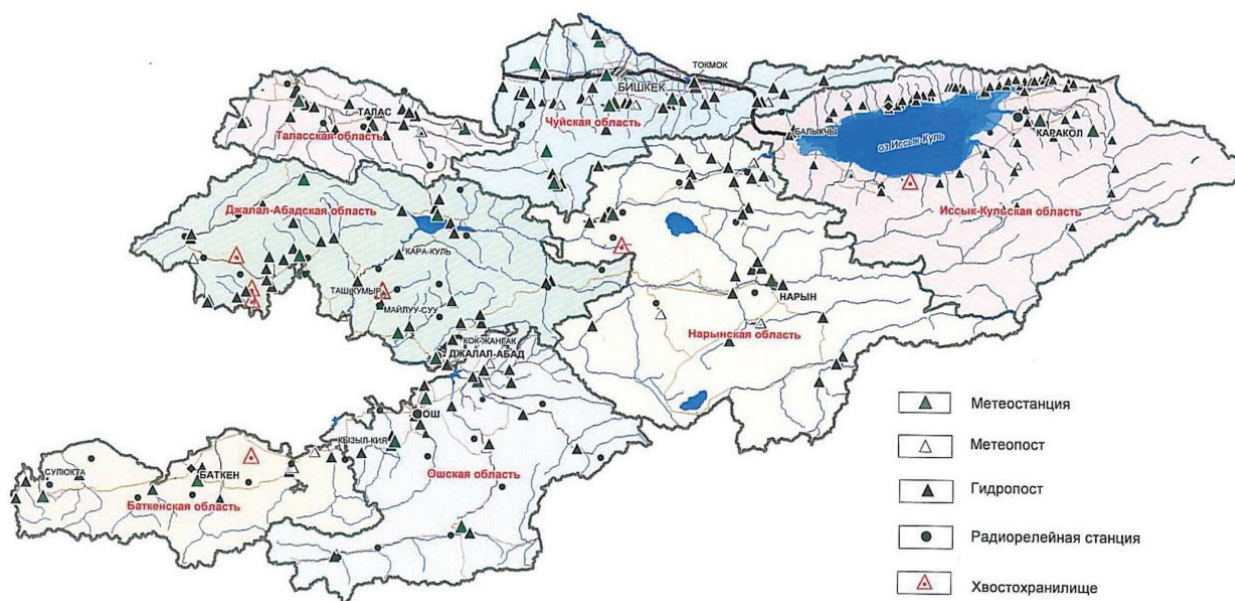 ТОКМОК
БИШКЕК
ТАЛАС
Чуйская область
Таласская область
БАЛЫКЧЫ
оз. Иссык-Куль
КАРАКОЛ
Джалал-Абадская область
Иссык-Кульская область
КАРА-КУЛЬ
ТАШ-КУМЫР
МАЙЛУУ-СУУ
НАРЫН
Нарынская область
КОК-ЖАНГАК
ДЖАЛАЛ-АБАД
ОШ
КЫЗЫЛ-КИЯ
СУЛЮКТА
БАТКЕН
Ошская область
Баткенская область
Метеостанция
Метеопост
Гидропост
Радиорелейная станция
Хвостохранилище